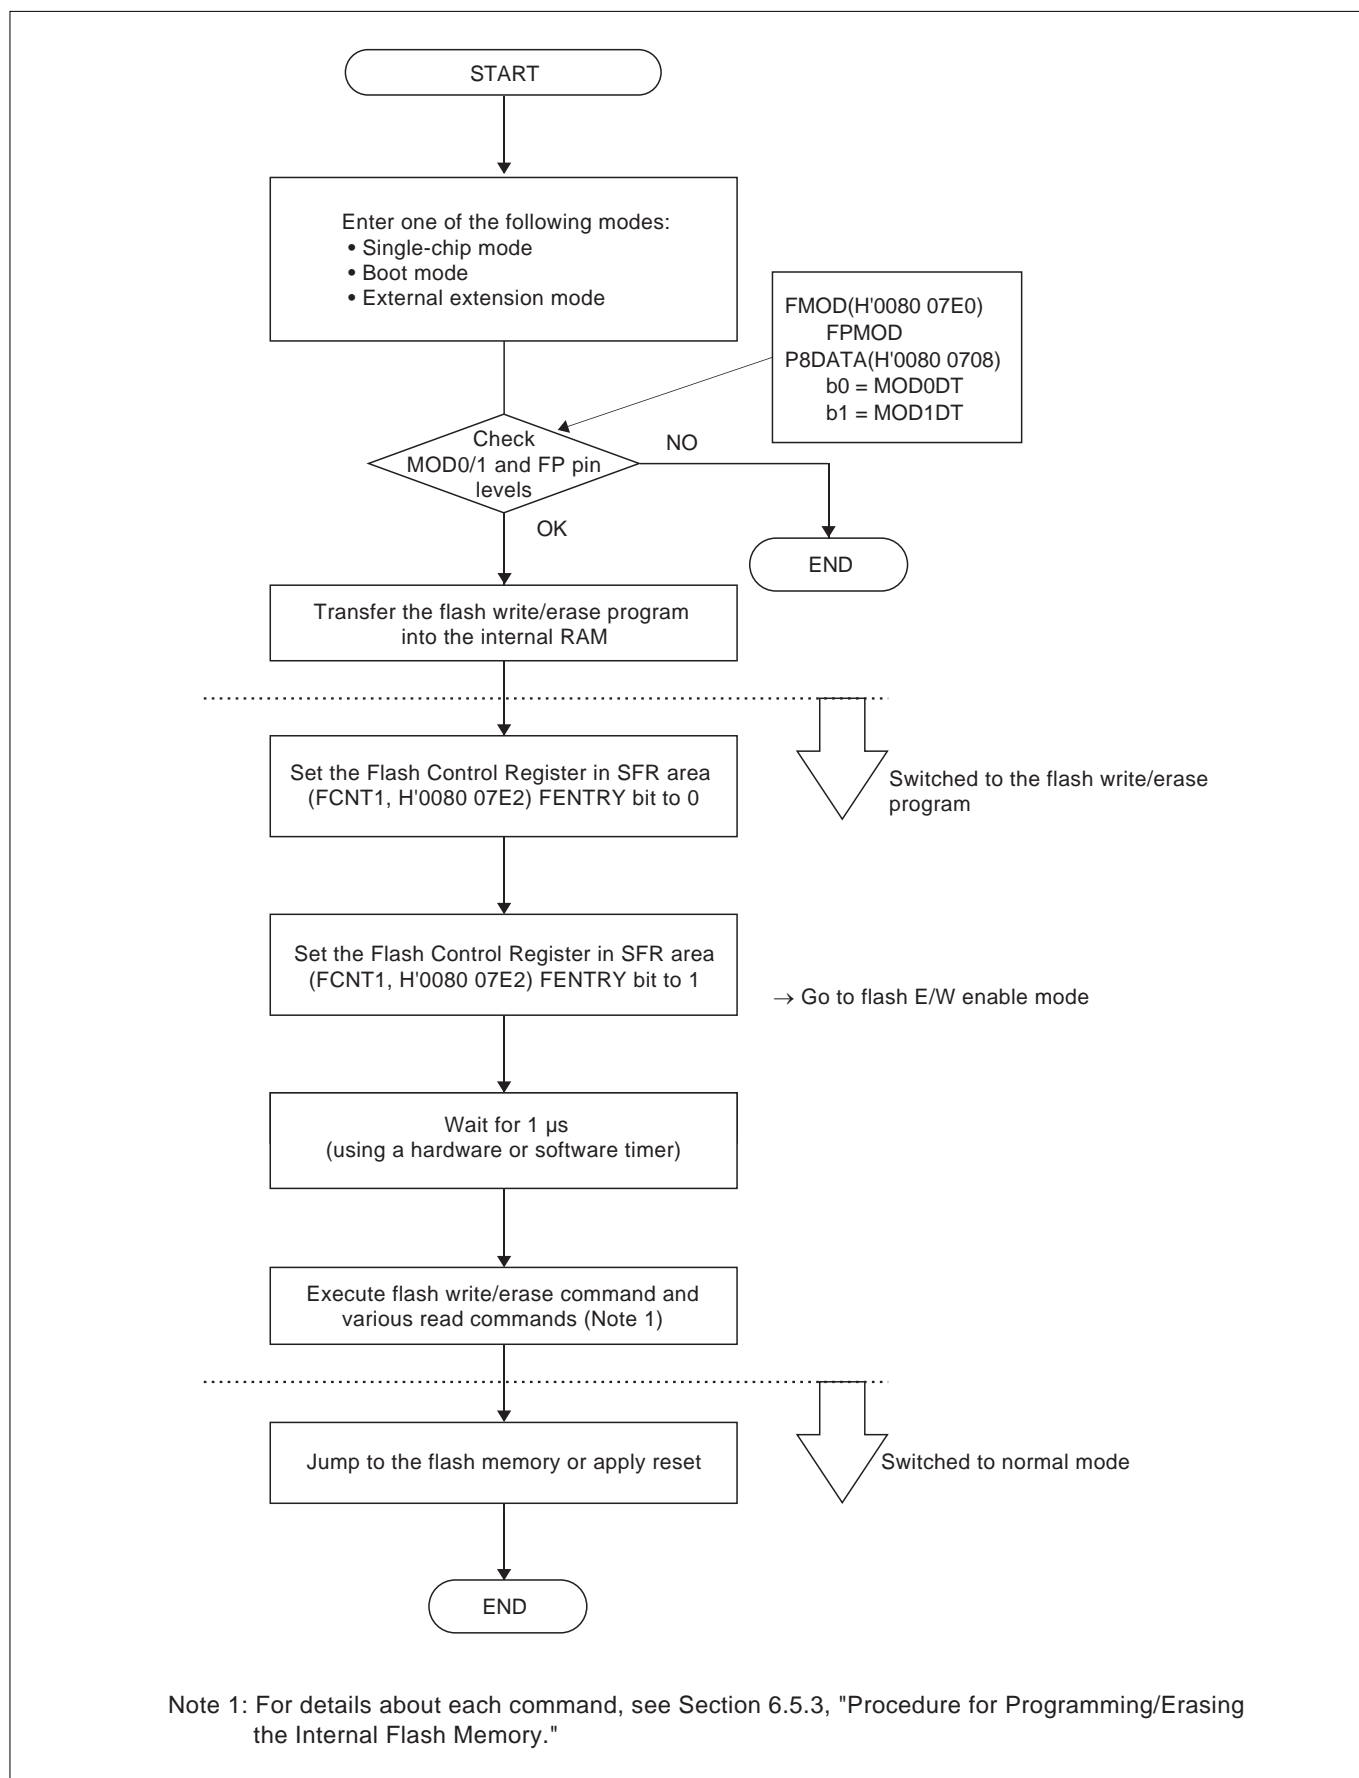 START
Enter one of the following modes:
• Single-chip mode
• Boot mode
• External extension mode
FMOD(H'0080 07E0)
FPMOD
P8DATA(H'0080 0708)
b0 = MOD0DT
b1 = MOD1DT
Check
MOD0/1 and FP pin
levels
NO
OK
END
Transfer the flash write/erase program
into the internal RAM
Set the Flash Control Register in SFR area
(FCNT1, H'0080 07E2) FENTRY bit to 0
Switched to the flash write/erase
program
Set the Flash Control Register in SFR area
(FCNT1, H'0080 07E2) FENTRY bit to 1
→ Go to flash E/W enable mode
Wait for 1 µs
(using a hardware or software timer)
Execute flash write/erase command and
various read commands (Note 1)
Jump to the flash memory or apply reset
Switched to normal mode
END
Note 1: For details about each command, see Section 6.5.3, "Procedure for Programming/Erasing
the Internal Flash Memory."